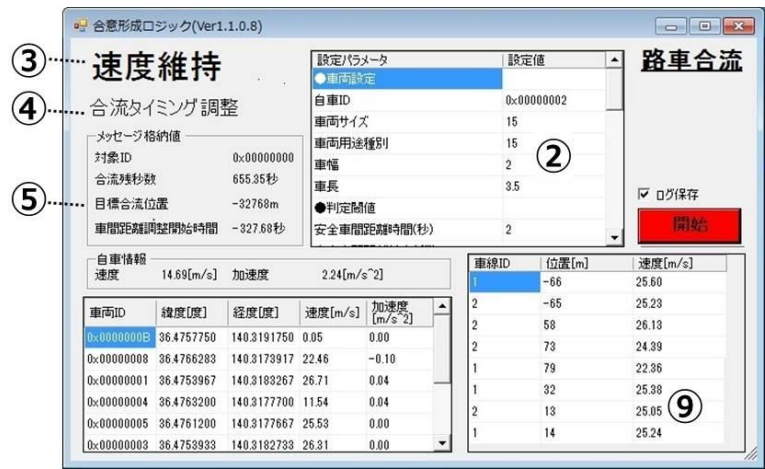 合意形成ロジック(Ver1.1.0.8)
③ 速度維持
④ 合流タイミング調整
路車合流
設定パラメータ 設定値
●車両設定
自車ID 0x00000002
車両サイズ 15
車両用途種別 15
②
車幅 2
車長 3.5
●判定閾値
安全車間距離時間(秒) 2
⑤
メッセージ格納値
対象ID 0x00000000
合流残秒数 655.35秒
目標合流位置 -32768m
車間距離調整開始時間 -327.68秒
ログ保存
開始
自車情報
速度 14.69[m/s] 加速度 2.24[m/s^2]
車両ID 緯度[度] 経度[度] 速度[m/s] 加速度[m/s^2]
0x0000000B 36.4757750 140.3191750 0.05 0.00
0x00000008 36.4766283 140.3173917 22.46 -0.10
0x00000001 36.4753967 140.3183267 26.71 0.04
0x00000004 36.4763200 140.3177700 11.54 0.04
0x00000005 36.4761200 140.3177667 25.53 0.00
0x00000003 36.4753933 140.3182733 26.31 0.00
車線ID 位置[m] 速度[m/s]
1 -66 25.60
2 -65 25.23
2 58 26.13
2 73 24.39
1 79 22.36
1 32 25.38
2 13 25.05
1 14 25.24
⑨